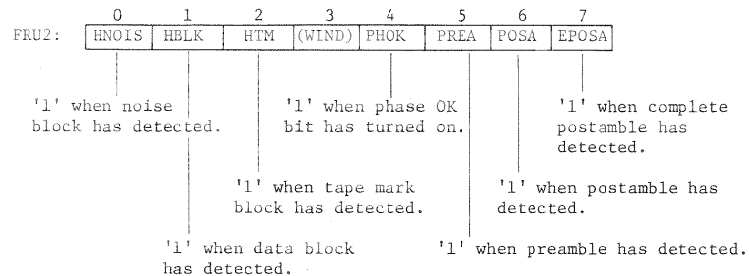 0 1 2 3 4 5 6 7
FRU2: HNOIS HBLK HTM (WIND) PHOK PREA POSA EPOSA
'1' when noise
block has detected.
'1' when phase OK
bit has turned on.
'1' when complete
postamble has
detected.
'1' when tape mark
block has detected.
'1' when postamble has
detected.
'1' when data block
has detected.
'1' when preamble has detected.